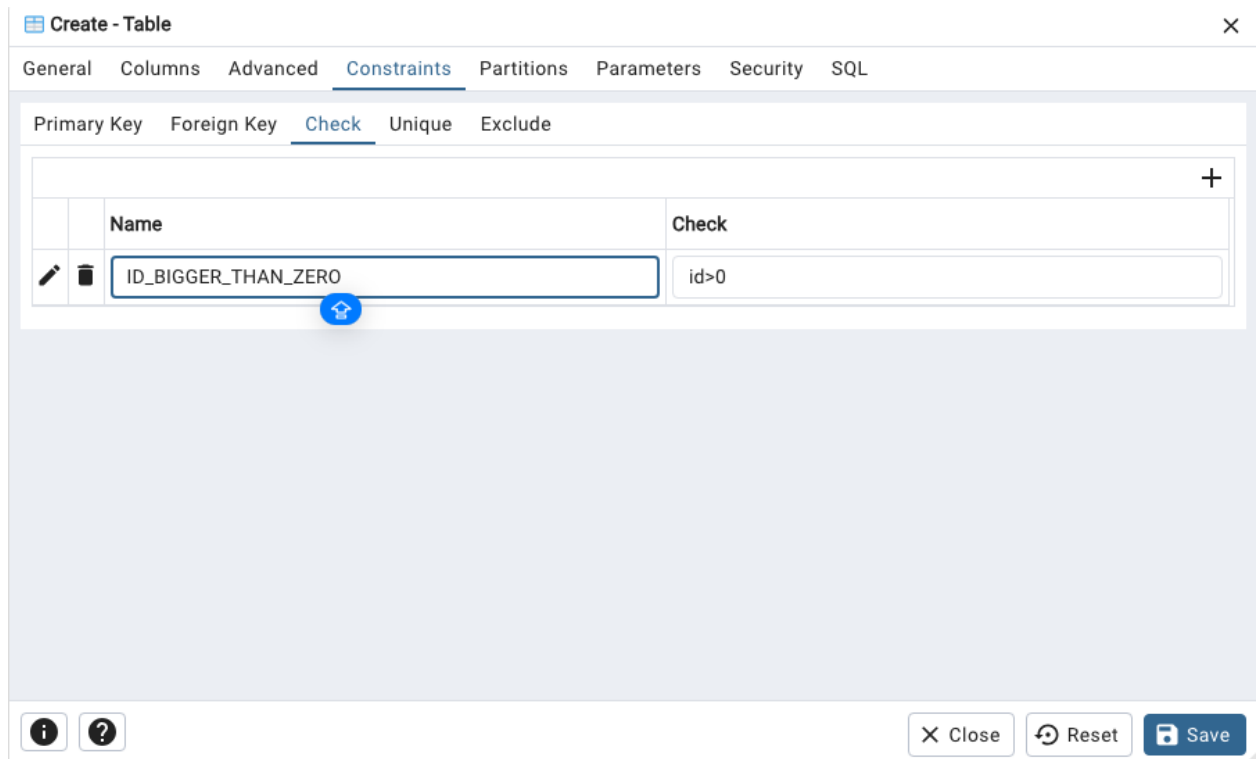 Create - Table
General Columns Advanced Constraints Partitions Parameters Security SQL
Primary Key Foreign Key Check Unique Exclude
Name Check
ID_BIGGER_THAN_ZERO id>0
Close Reset Save